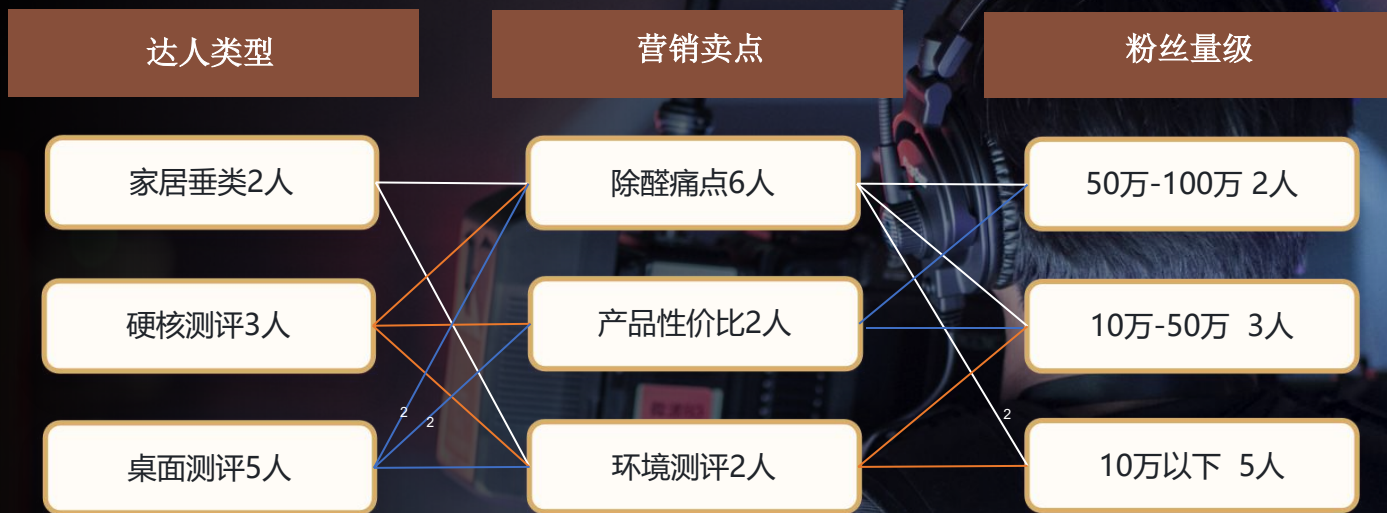 达人类型
营销卖点
粉丝量级
家居垂类2人
除醛痛点6人
50万-100万 2人
硬核测评3人
产品性价比2人
10万-50万 3人
2
2
2
桌面测评5人
环境测评2人
10万以下 5人